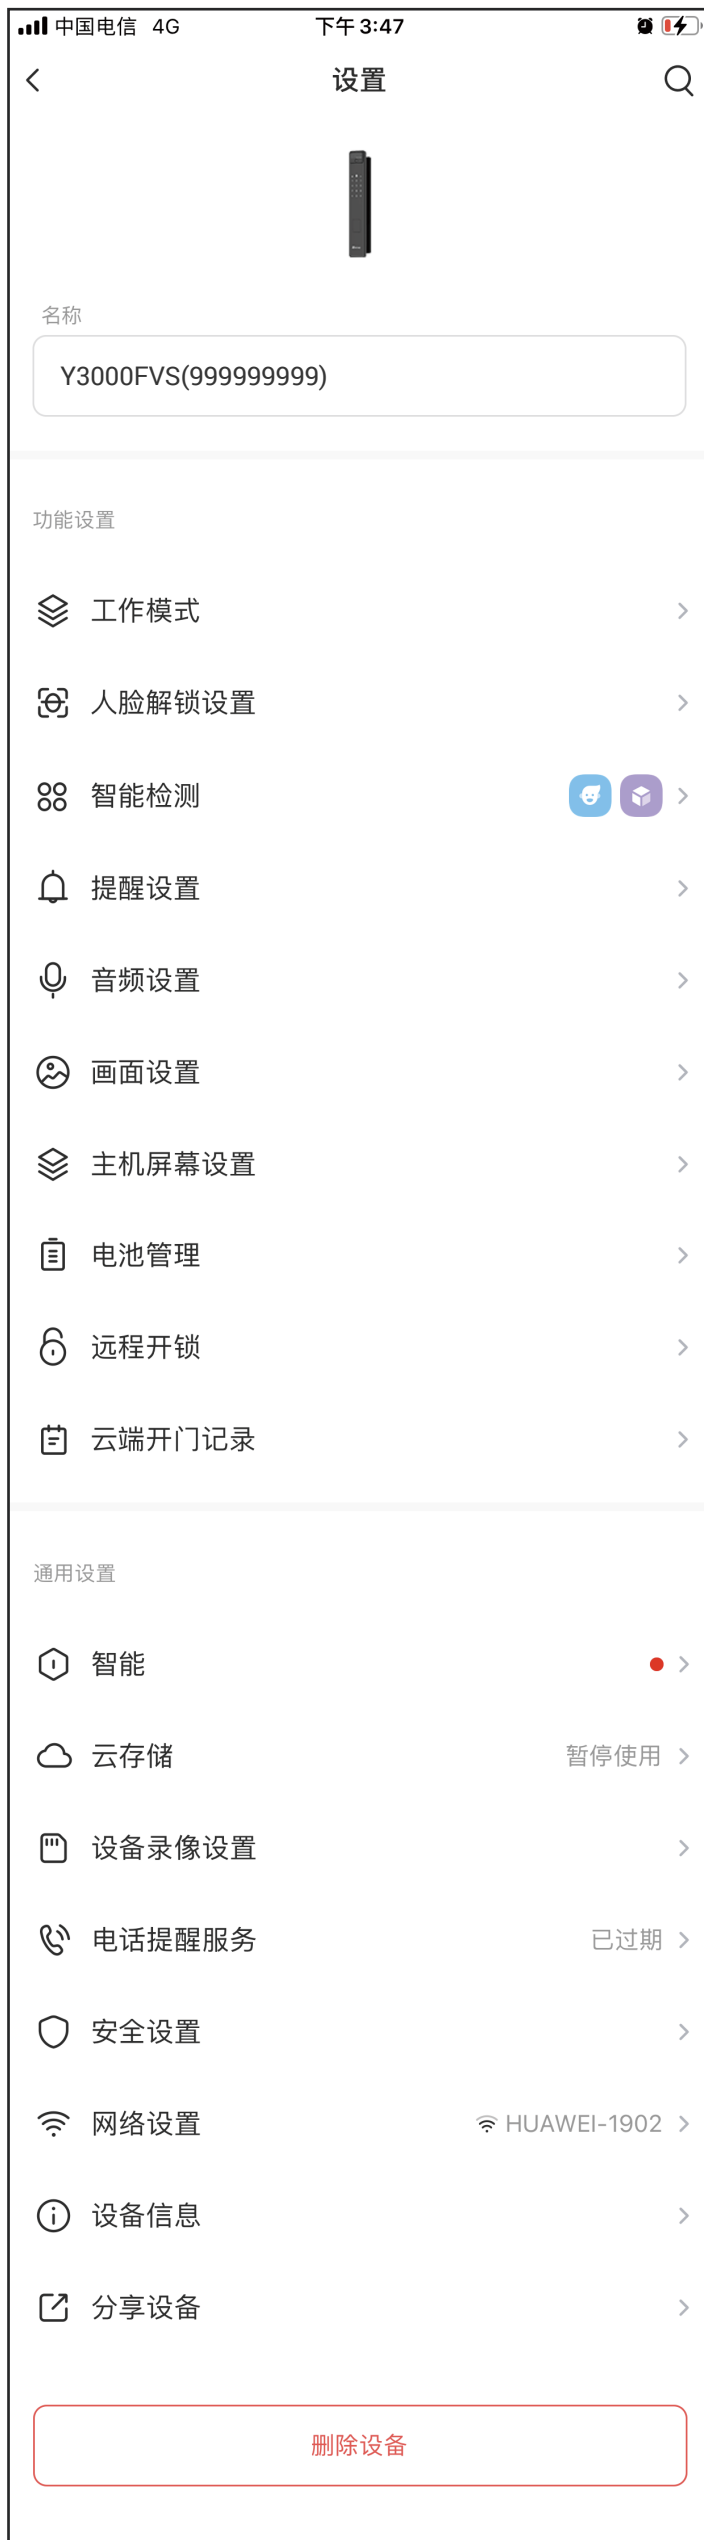 中国电信 4G 下午 3:47
设置
名称
Y3000FVS(999999999)
功能设置
工作模式
人脸解锁设置
智能检测
提醒设置
音频设置
画面设置
主机屏幕设置
电池管理
远程开锁
云端开门记录
通用设置
智能
云存储 暂停使用
设备录像设置
电话提醒服务 已过期
安全设置
网络设置 HUAWEI-1902
设备信息
分享设备
删除设备